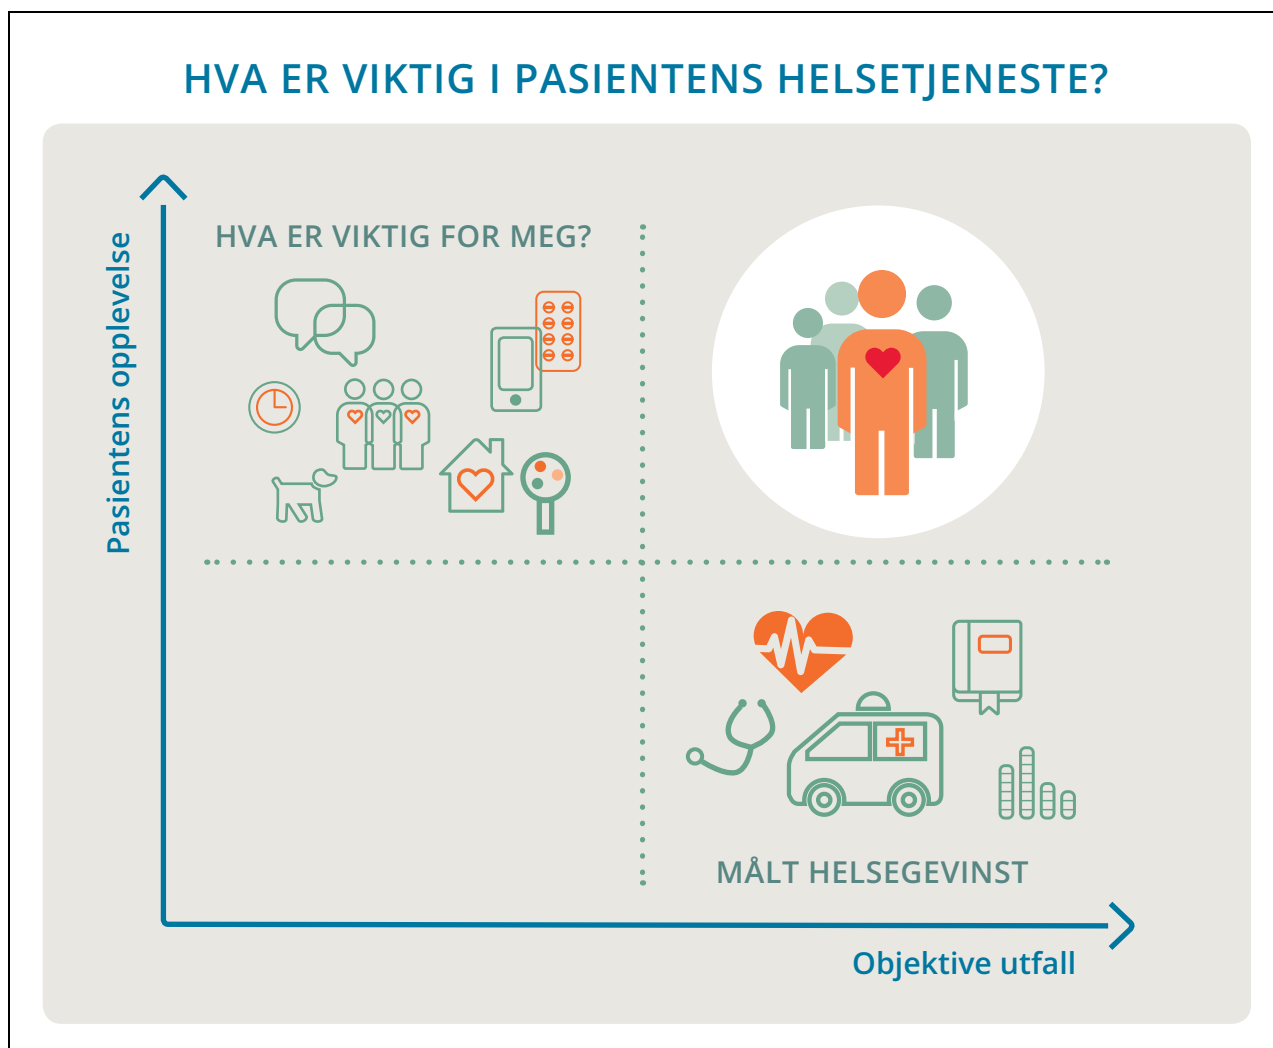 HVA ER VIKTIG I PASIENTENS HELSETJENESTE?
Pasientens opplevelse
HVA ER VIKTIG FOR MEG?
MÅLT HELSEGEVINST
Objektive utfall